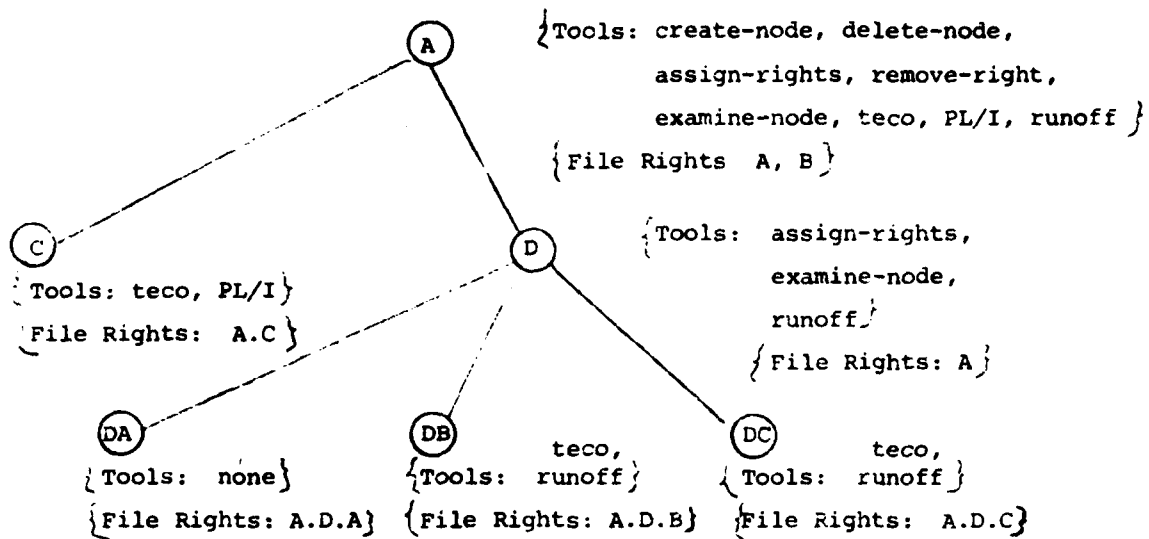 A
{Tools: create-node, delete-node,
assign-rights, remove-right,
examine-node, teco, PL/I, runoff}
{File Rights A, B}
C
{Tools: teco, PL/I}
{File Rights: A.C}
D
{Tools: assign-rights,
examine-node,
runoff}
{File Rights: A}
DA
{Tools: none}
{File Rights: A.D.A}
DB
teco,
{Tools: runoff}
{File Rights: A.D.B}
DC
teco,
{Tools: runoff}
{File Rights: A.D.C}